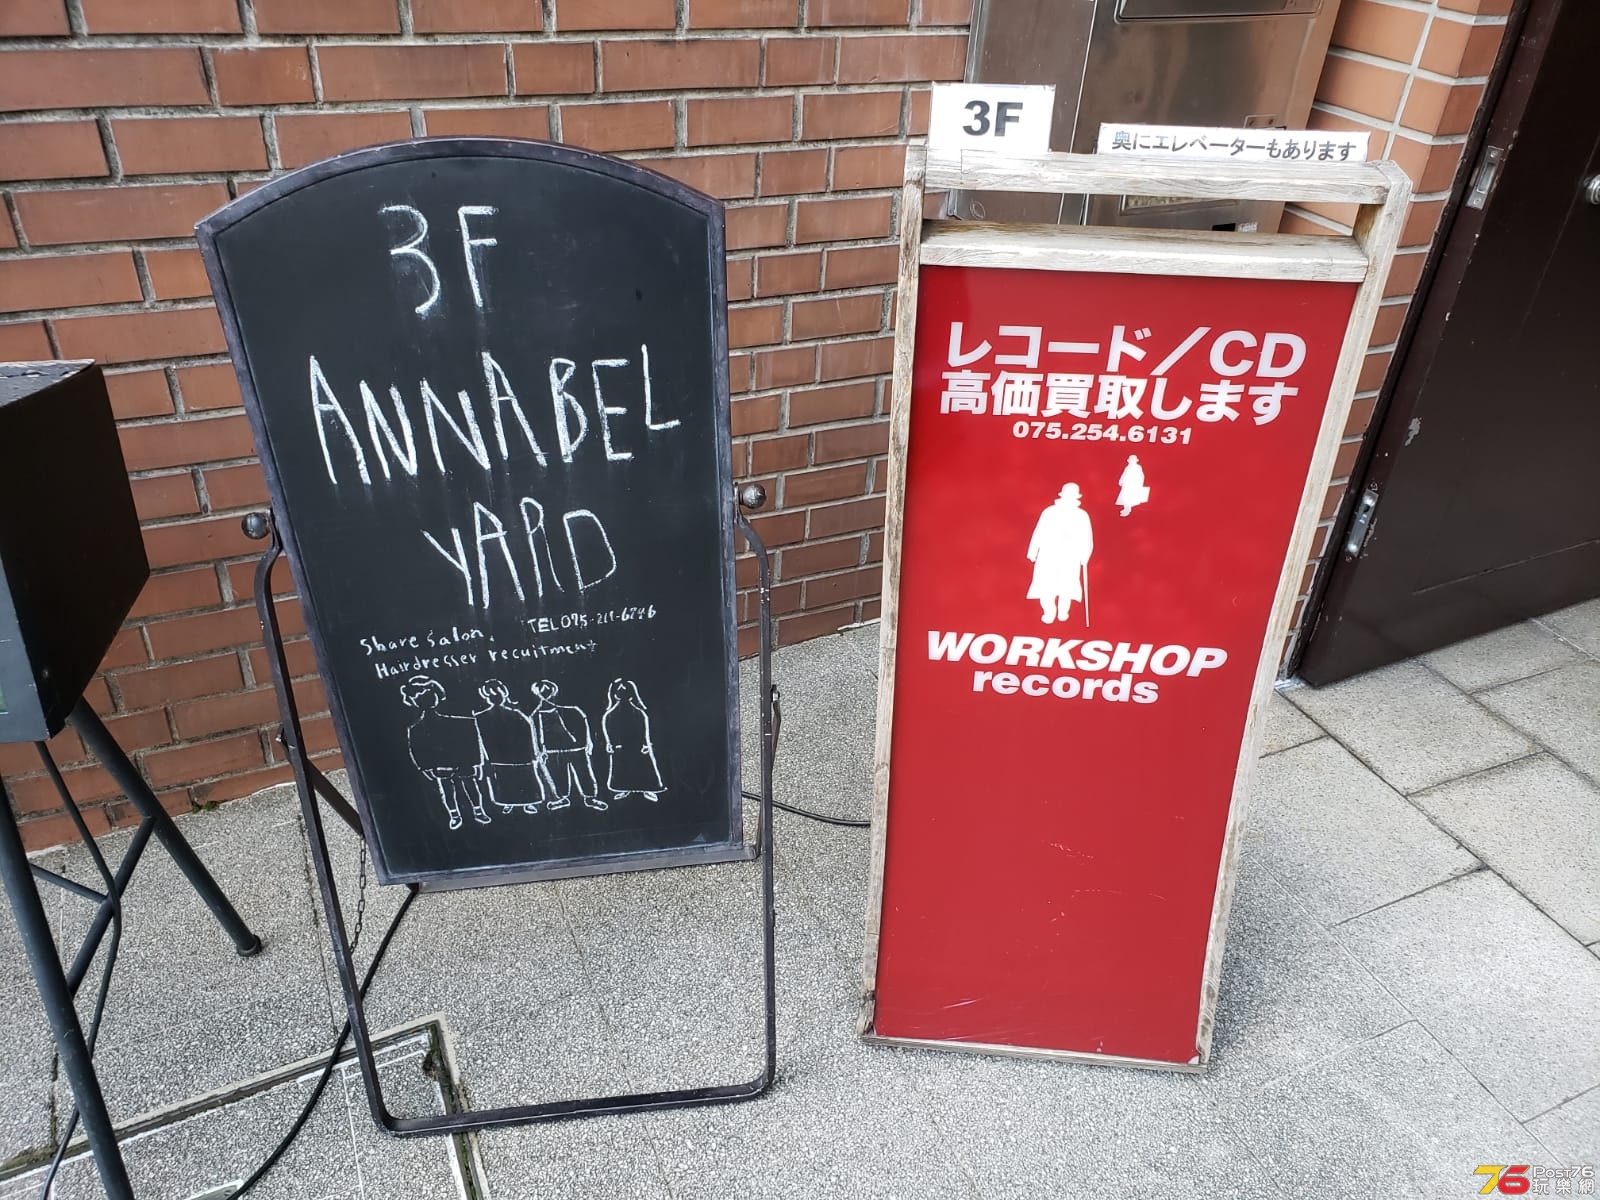 3F
ANNABEL
YARD
Share Salon.
TEL075-211-6746
Hairdresser recuitment
3F
奥にエレベーターもあります
レコード／CD
高価買取します
075.254.6131
WORKSHOP
records
76 Post76
玩樂網